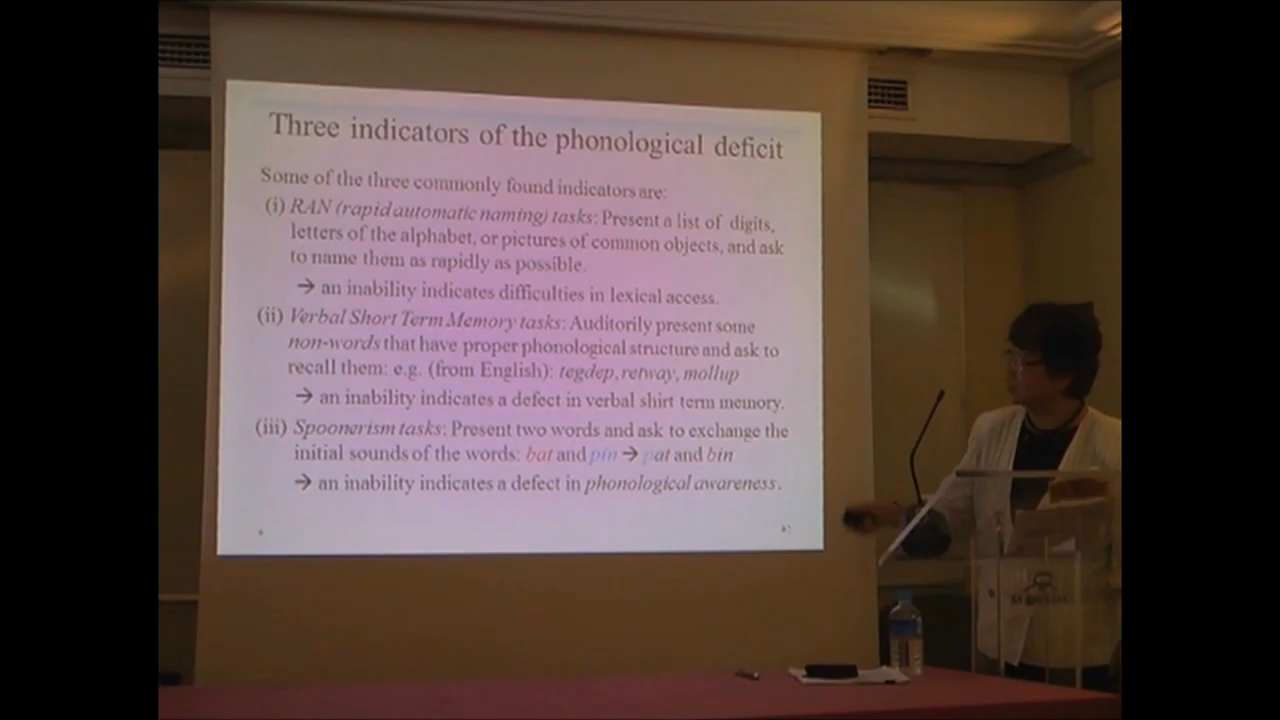 Three indicators of the phonological deficit
Some of the three commonly found indicators are:
(i) RAN (rapid automatic naming) tasks: Present a list of digits,
letters of the alphabet, or pictures of common objects, and ask
to name them as rapidly as possible.
→ an inability indicates difficulties in lexical access.
(ii) Verbal Short Term Memory tasks: Auditorily present some
non-words that have proper phonological structure and ask to
recall them: e.g. (from English): tegdep, retway, mollup
→ an inability indicates a defect in verbal shirt term memory.
(iii) Spoonerism tasks: Present two words and ask to exchange the
initial sounds of the words: bat and pin → pat and bin
→ an inability indicates a defect in phonological awareness.